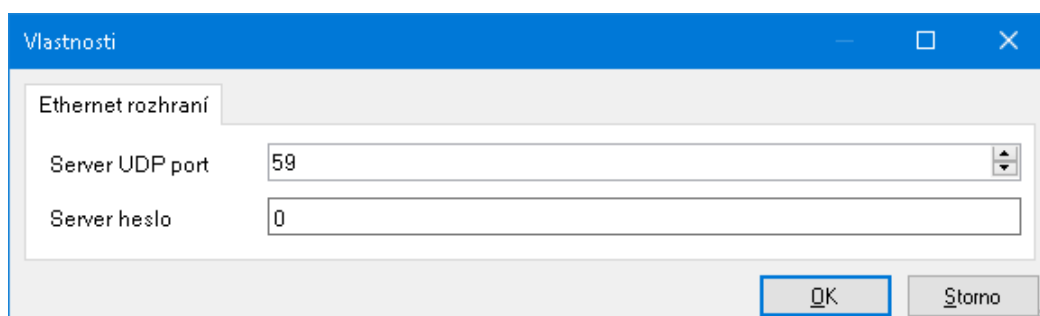 Vlastnosti
Ethernet rozhraní
Server UDP port 59
Server heslo 0
OK Storno